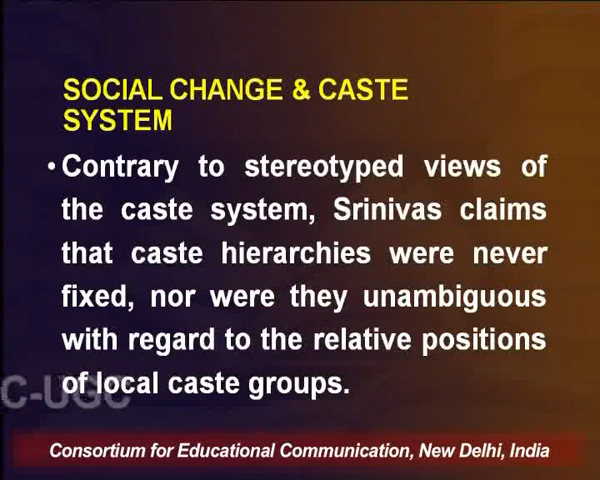 SOCIAL CHANGE & CASTE
SYSTEM
• Contrary to stereotyped views of
the caste system, Srinivas claims
that caste hierarchies were never
fixed, nor were they unambiguous
with regard to the relative positions
of local caste groups.
C-UGC
Consortium for Educational Communication, New Delhi, India